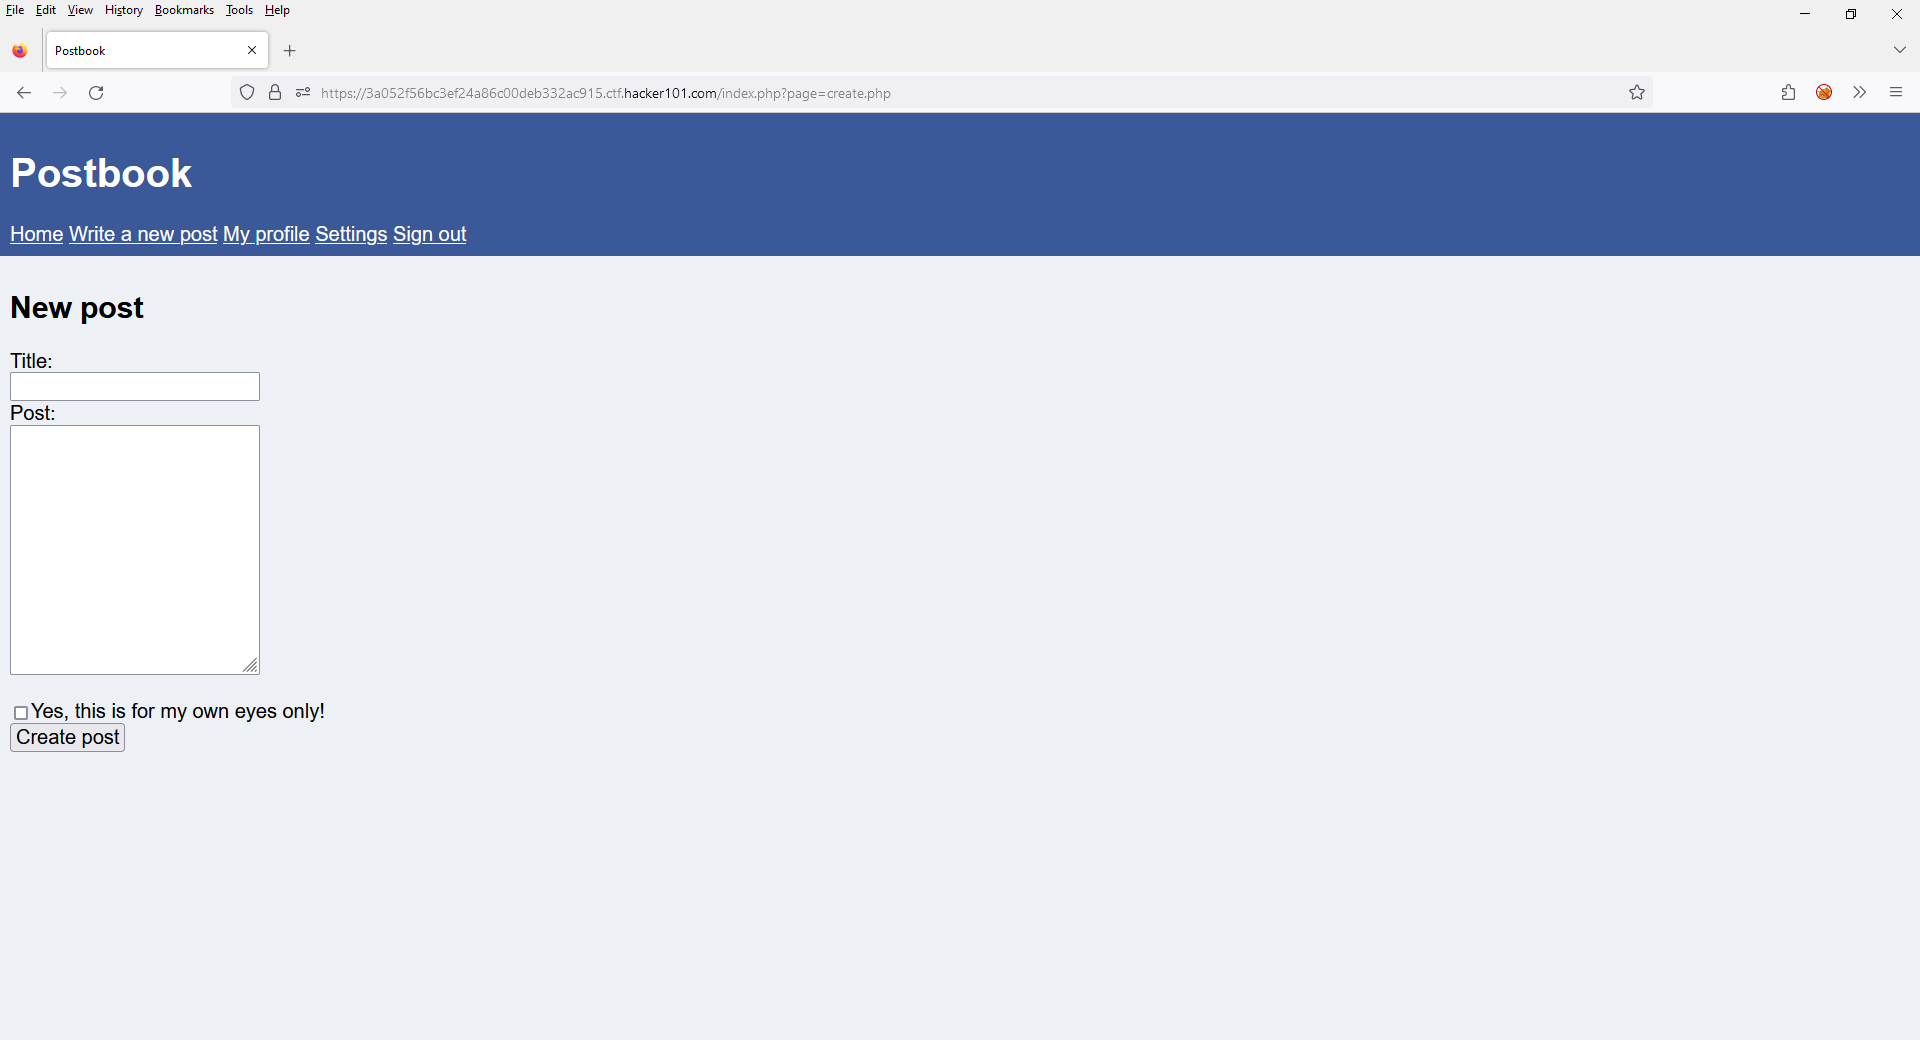 File Edit View History Bookmarks Tools Help
Postbook
https://3a052f56bc3ef24a86c00deb332ac915.ctf.hacker101.com/index.php?page=create.php
Postbook
Home Write a new post My profile Settings Sign out
New post
Title:
Post:
Yes, this is for my own eyes only!
Create post